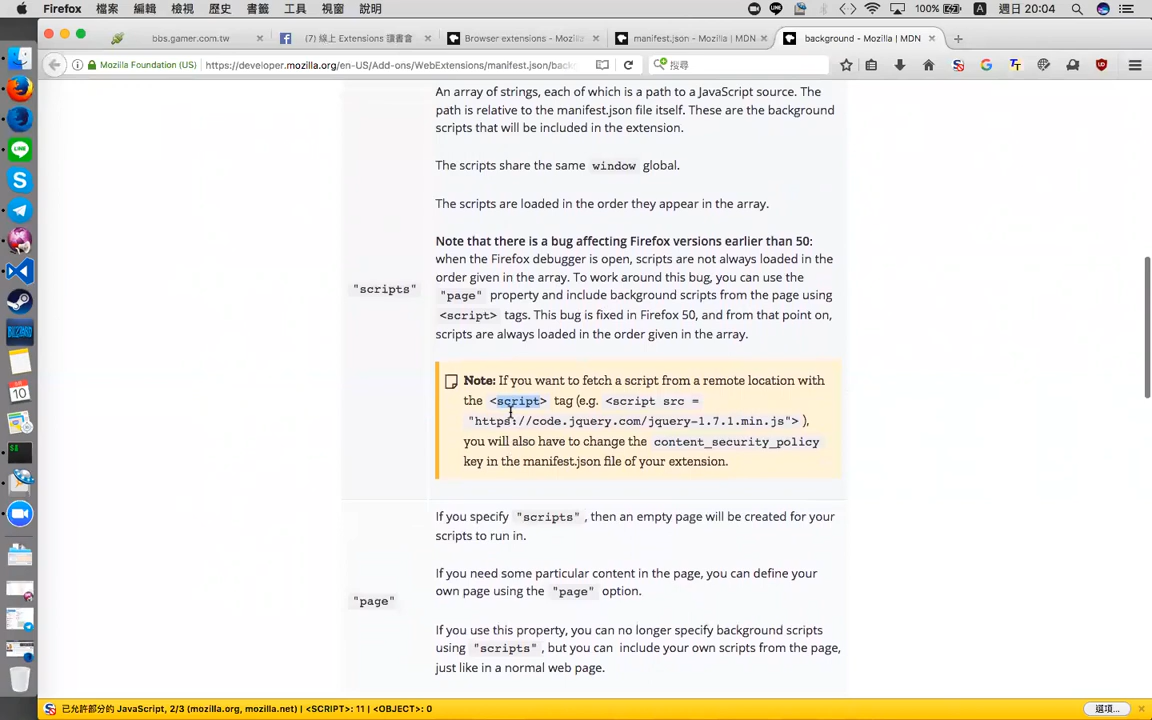 Firefox 檔案 編輯 檢視 歷史 書籤 工具 視窗 說明 100% 週日 20:04
bbs.gamer.com.tw × (7) 線上 Extensions 讀書會 × Browser extensions - Mozilla × manifest.json - Mozilla | MDN × background - Mozilla | MDN ×
Mozilla Foundation (US) https://developer.mozilla.org/en-US/Add-ons/WebExtensions/manifest.json/back 搜尋
An array of strings, each of which is a path to a JavaScript source. The
path is relative to the manifest.json file itself. These are the background
scripts that will be included in the extension.
The scripts share the same window global.
The scripts are loaded in the order they appear in the array.
Note that there is a bug affecting Firefox versions earlier than 50:
when the Firefox debugger is open, scripts are not always loaded in the
order given in the array. To work around this bug, you can use the
"scripts"
"page" property and include background scripts from the page using
<script> tags. This bug is fixed in Firefox 50, and from that point on,
scripts are always loaded in the order given in the array.
Note: If you want to fetch a script from a remote location with
the <script> tag (e.g. <script src =
"https://code.jquery.com/jquery-1.7.1.min.js"> ),
you will also have to change the content_security_policy
key in the manifest.json file of your extension.
If you specify "scripts" , then an empty page will be created for your
scripts to run in.
If you need some particular content in the page, you can define your
own page using the "page" option.
"page"
If you use this property, you can no longer specify background scripts
using "scripts" , but you can include your own scripts from the page,
just like in a normal web page.
已允許部分的 JavaScript, 2/3 (mozilla.org, mozilla.net) | <SCRIPT>: 11 | <OBJECT>: 0 選項... ×